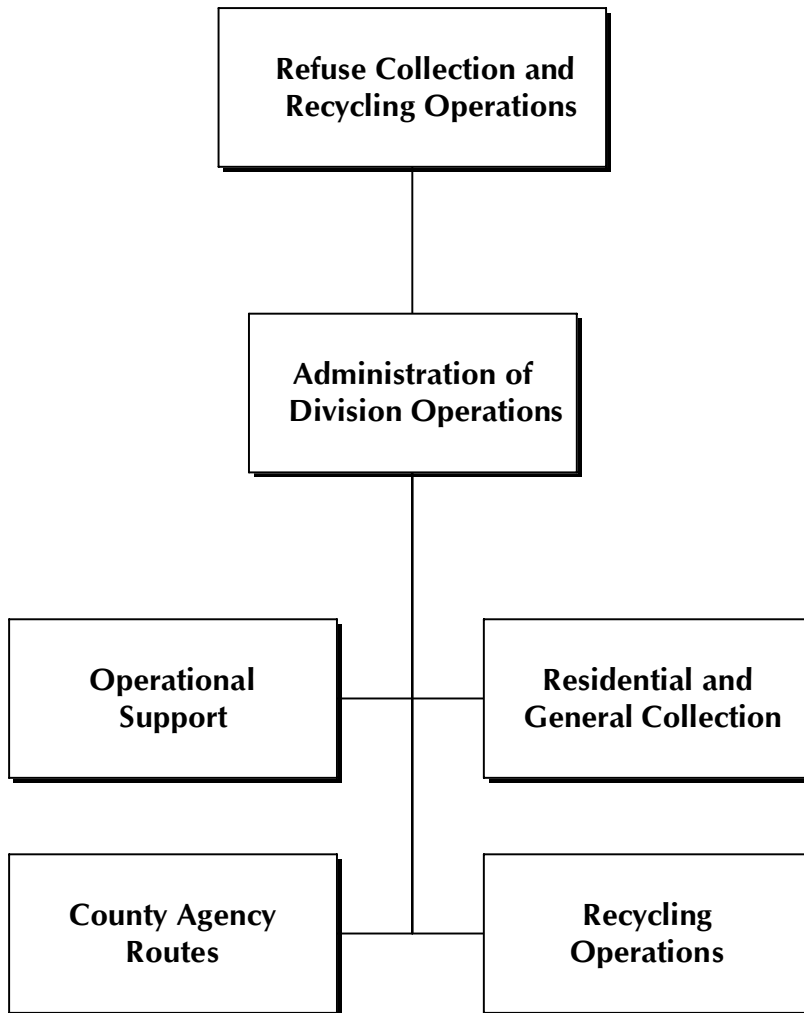 Refuse Collection and
Recycling Operations
Administration of
Division Operations
Operational
Support
Residential and
General Collection
County Agency
Routes
Recycling
Operations